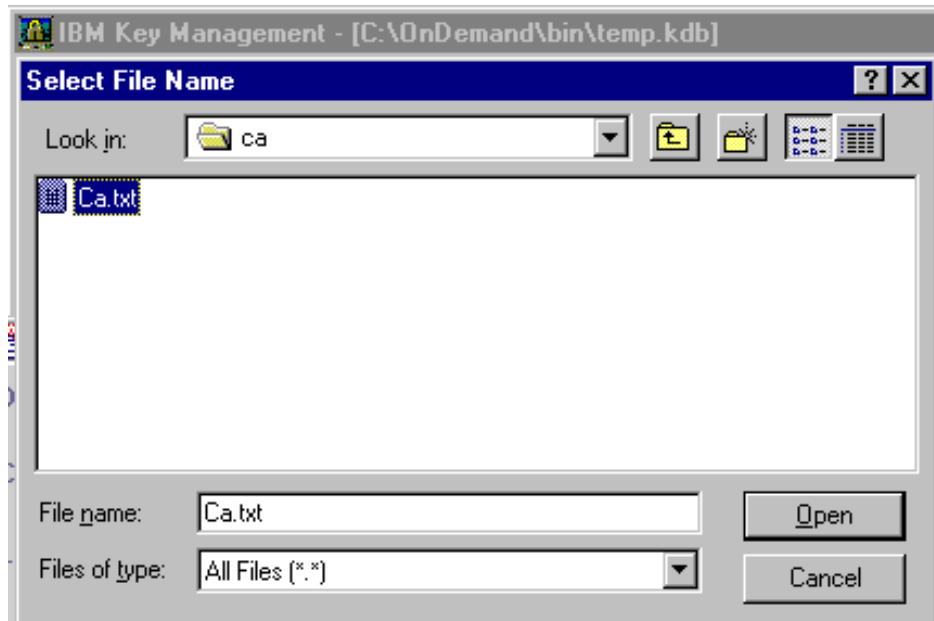 IBM Key Management - [C:\OnDemand\bin\temp.kdb]
Select File Name
Look in: ca
Ca.txt
File name: Ca.txt Open
Files of type: All Files (*.*) Cancel